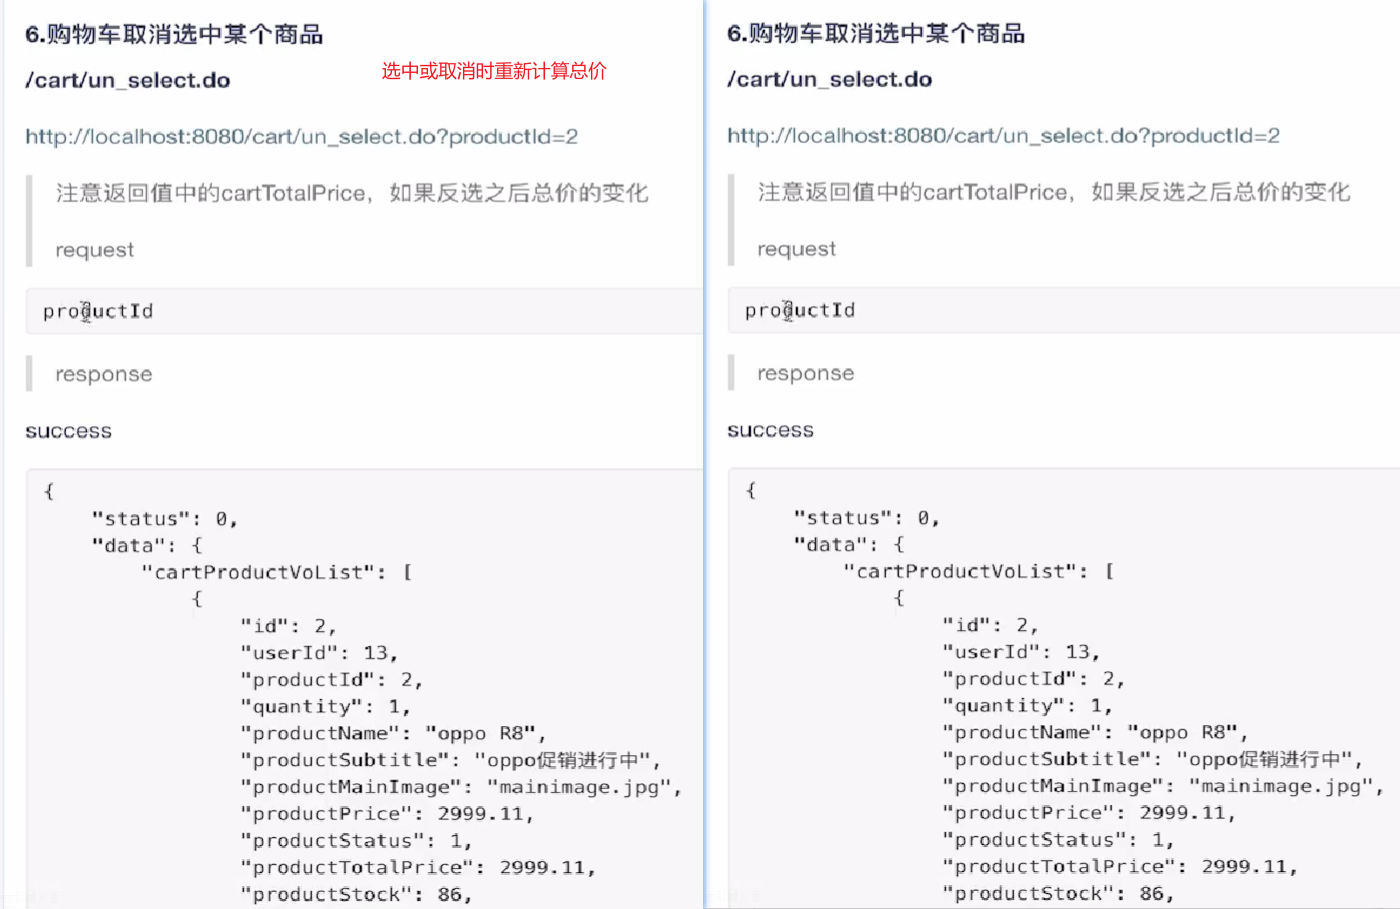 6.购物车取消选中某个商品
/cart/un_select.do
选中或取消时重新计算总价
http://localhost:8080/cart/un_select.do?productId=2
注意返回值中的cartTotalPrice，如果反选之后总价的变化
request
productId
response
success
{
"status": 0,
"data": {
"cartProductVoList": [
{
"id": 2,
"userId": 13,
"productId": 2,
"quantity": 1,
"productName": "oppo R8",
"productSubtitle": "oppo促销进行中",
"productMainImage": "mainimage.jpg",
"productPrice": 2999.11,
"productStatus": 1,
"productTotalPrice": 2999.11,
"productStock": 86,
6.购物车取消选中某个商品
/cart/un_select.do
http://localhost:8080/cart/un_select.do?productId=2
注意返回值中的cartTotalPrice，如果反选之后总价的变化
request
productId
response
success
{
"status": 0,
"data": {
"cartProductVoList": [
{
"id": 2,
"userId": 13,
"productId": 2,
"quantity": 1,
"productName": "oppo R8",
"productSubtitle": "oppo促销进行中",
"productMainImage": "mainimage.jpg",
"productPrice": 2999.11,
"productStatus": 1,
"productTotalPrice": 2999.11,
"productStock": 86,